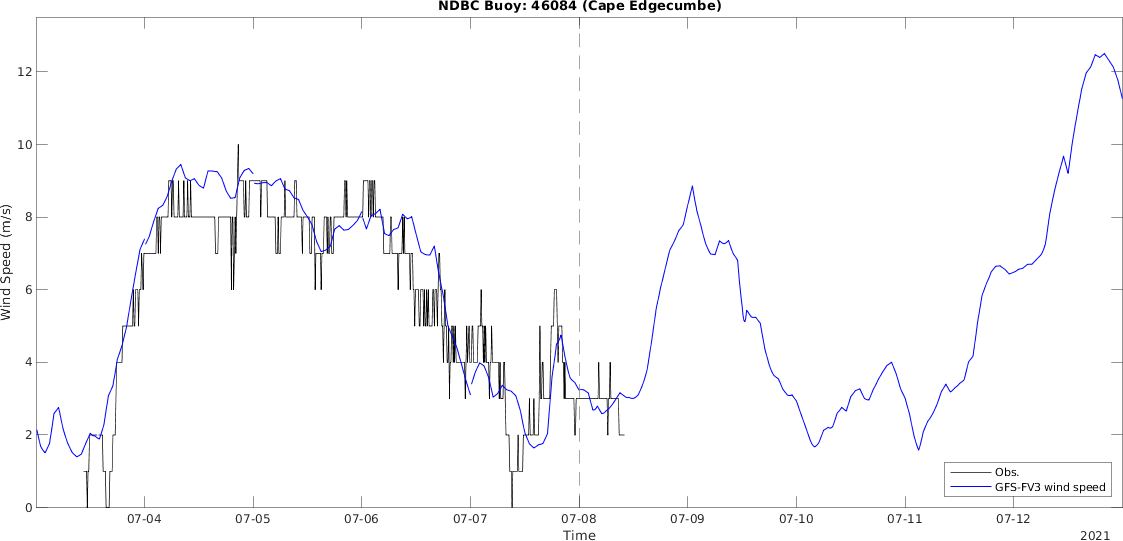 NDBC Buoy: 46084 (Cape Edgecumbe)
Wind Speed (m/s)
12
10
8
6
4
2
0
07-04 07-05 07-06 07-07 07-08 07-09 07-10 07-11 07-12
Time
2021
Obs.
GFS-FV3 wind speed